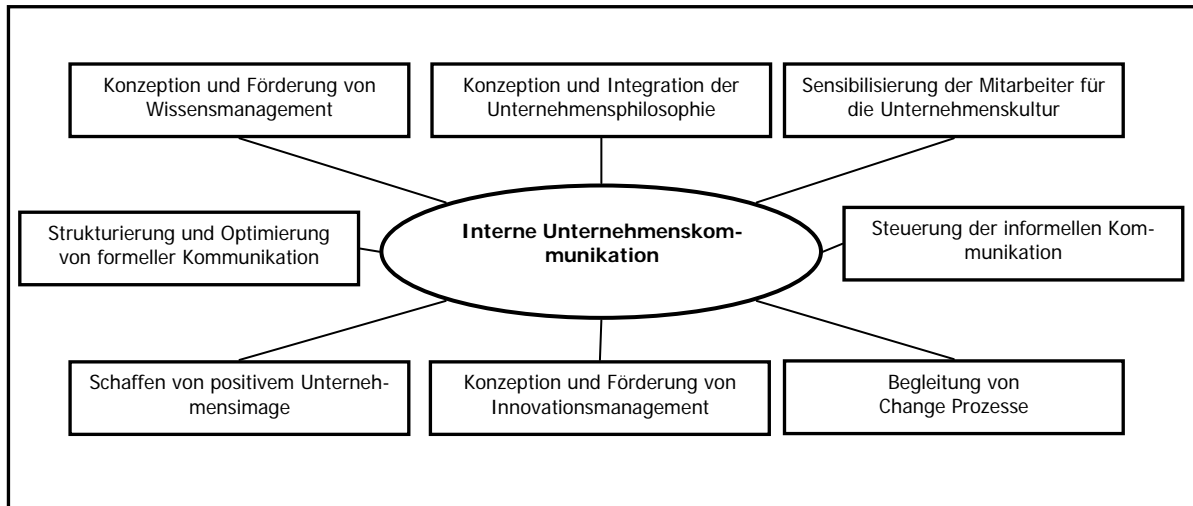 Konzeption und Förderung von
Wissensmanagement
Konzeption und Integration der
Unternehmensphilosophie
Sensibilisierung der Mitarbeiter für
die Unternehmenskultur
Strukturierung und Optimierung
von formeller Kommunikation
Interne Unternehmenskom-
munikation
Steuerung der informellen Kom-
munikation
Schaffen von positivem Unterneh-
mensimage
Konzeption und Förderung von
Innovationsmanagement
Begleitung von
Change Prozesse